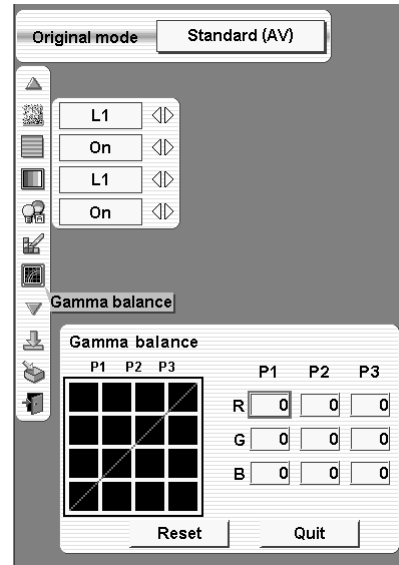 Original mode Standard (AV)
L1
On
L1
On
Gamma balance
Gamma balance
P1 P2 P3
P1 P2 P3
R 0 0 0
G 0 0 0
B 0 0 0
Reset Quit